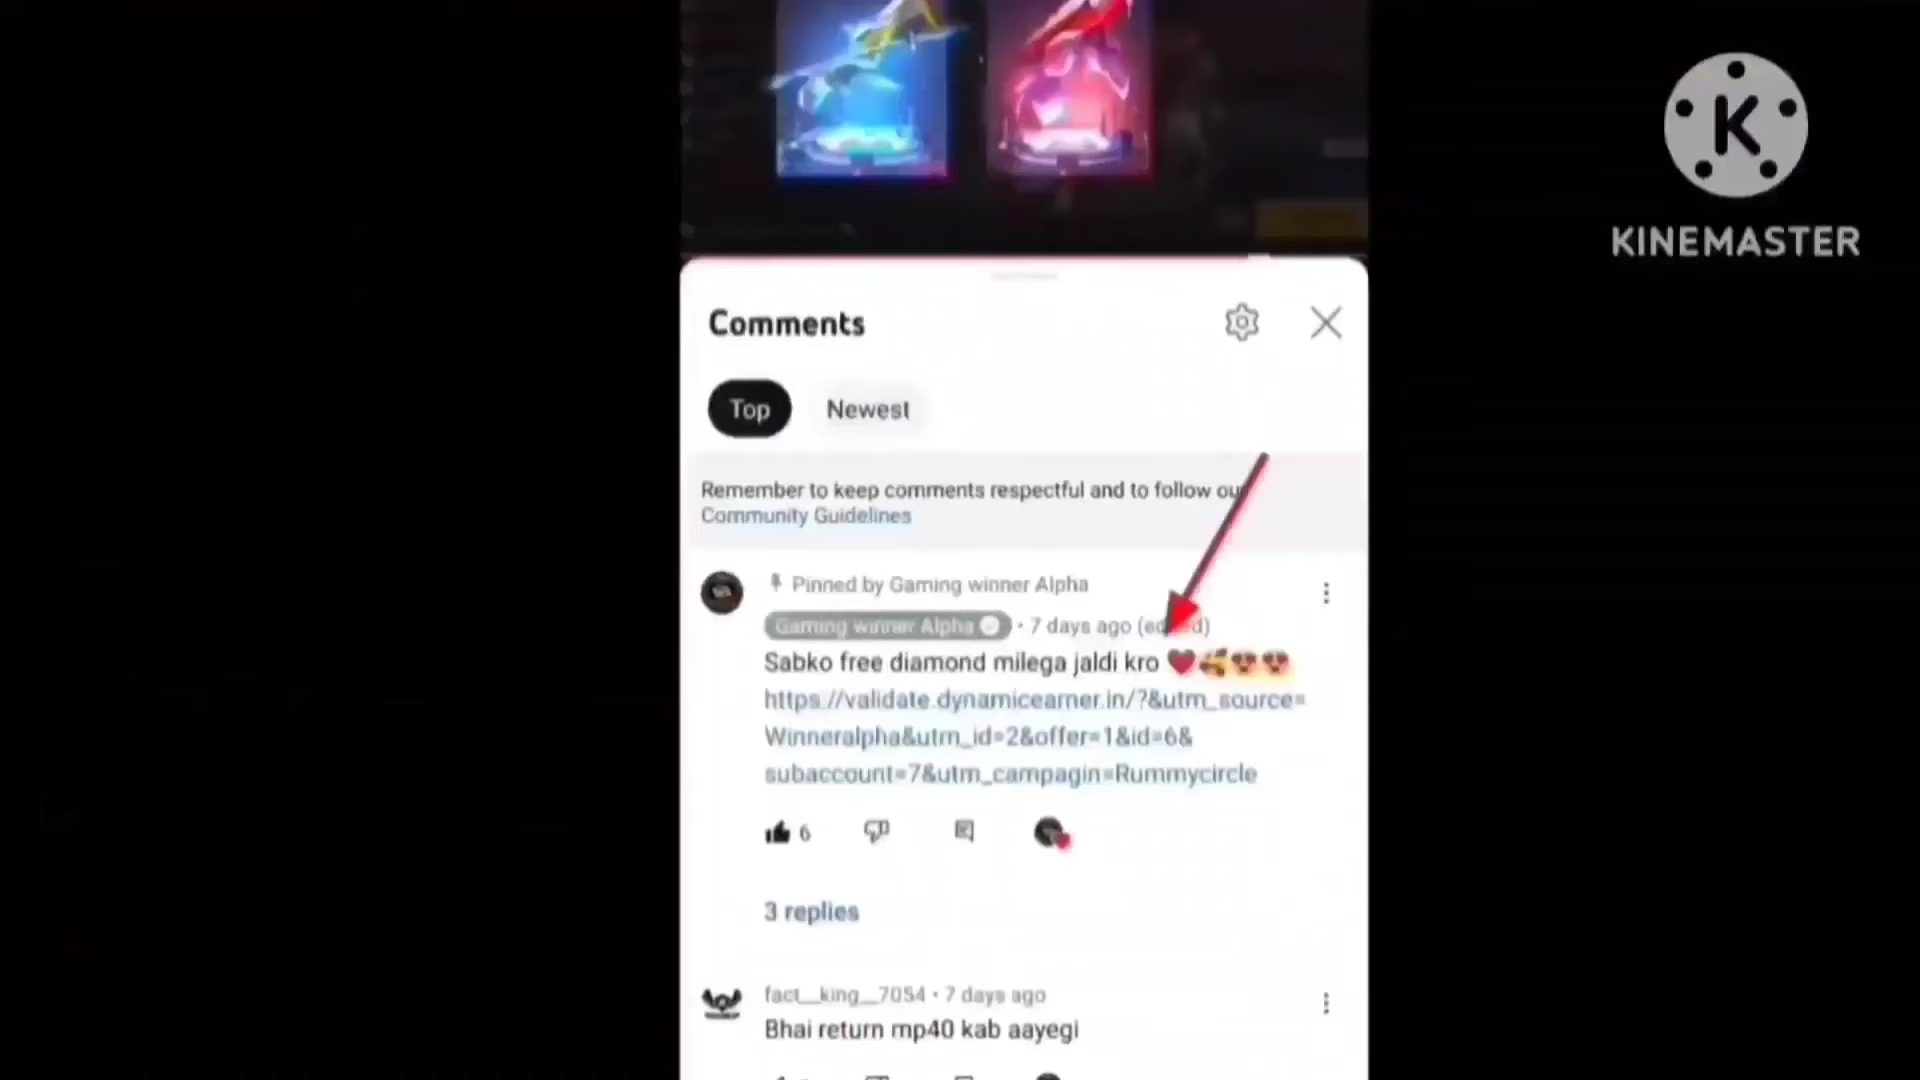 K
KINEMASTER
Comments
Top
Newest
Remember to keep comments respectful and to follow our
Community Guidelines
Pinned by Gaming winner Alpha
Gaming winner Alpha • 7 days ago (edited)
Sabko free diamond milega jaldi kro ❤️🥰😍😍
https://validate.dynamicearner.in/?&utm_source=
Winneralpha&utm_id=2&offer=1&id=6&
subaccount=7&utm_campagin=Rummycircle
6
3 replies
fact__king__7054 • 7 days ago
Bhai return mp40 kab aayegi